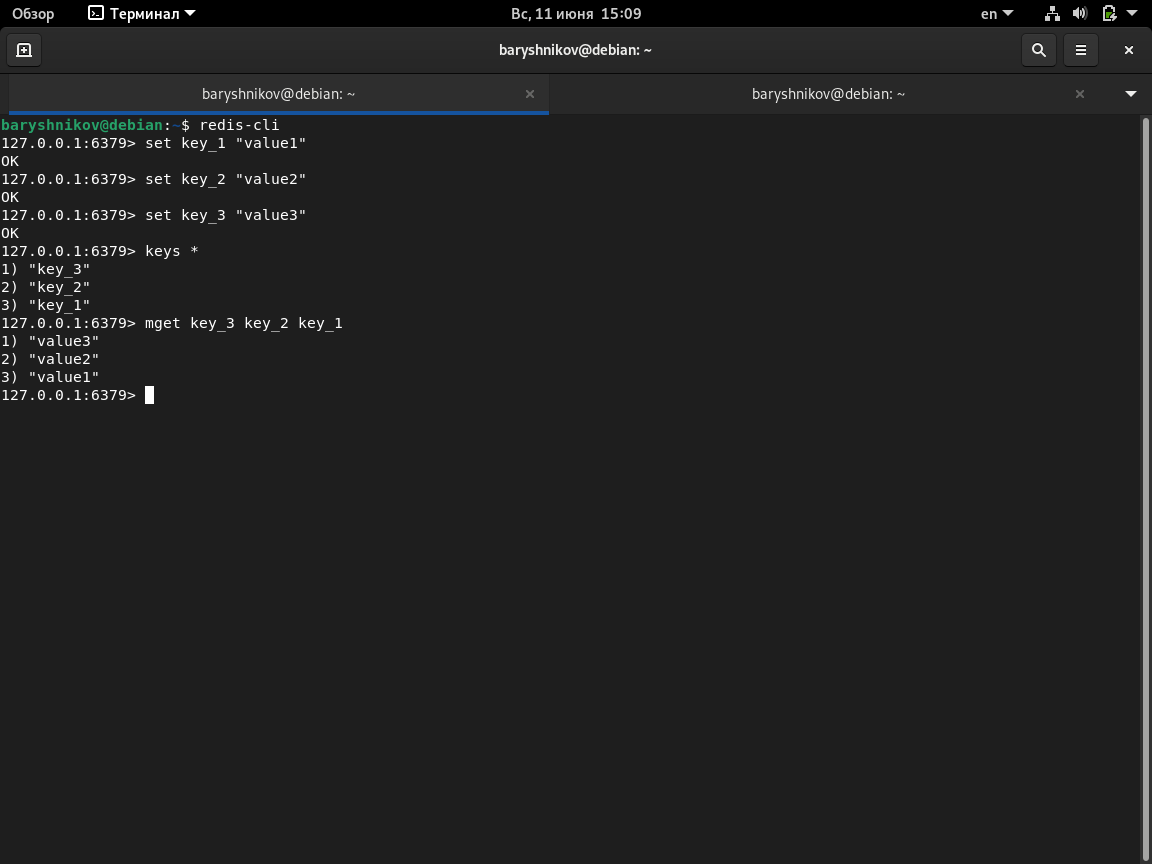 Обзор Терминал Вс, 11 июня 15:09 en
baryshnikov@debian: ~
baryshnikov@debian: ~ baryshnikov@debian: ~
baryshnikov@debian:~$ redis-cli
127.0.0.1:6379> set key_1 "value1"
OK
127.0.0.1:6379> set key_2 "value2"
OK
127.0.0.1:6379> set key_3 "value3"
OK
127.0.0.1:6379> keys *
1) "key_3"
2) "key_2"
3) "key_1"
127.0.0.1:6379> mget key_3 key_2 key_1
1) "value3"
2) "value2"
3) "value1"
127.0.0.1:6379>